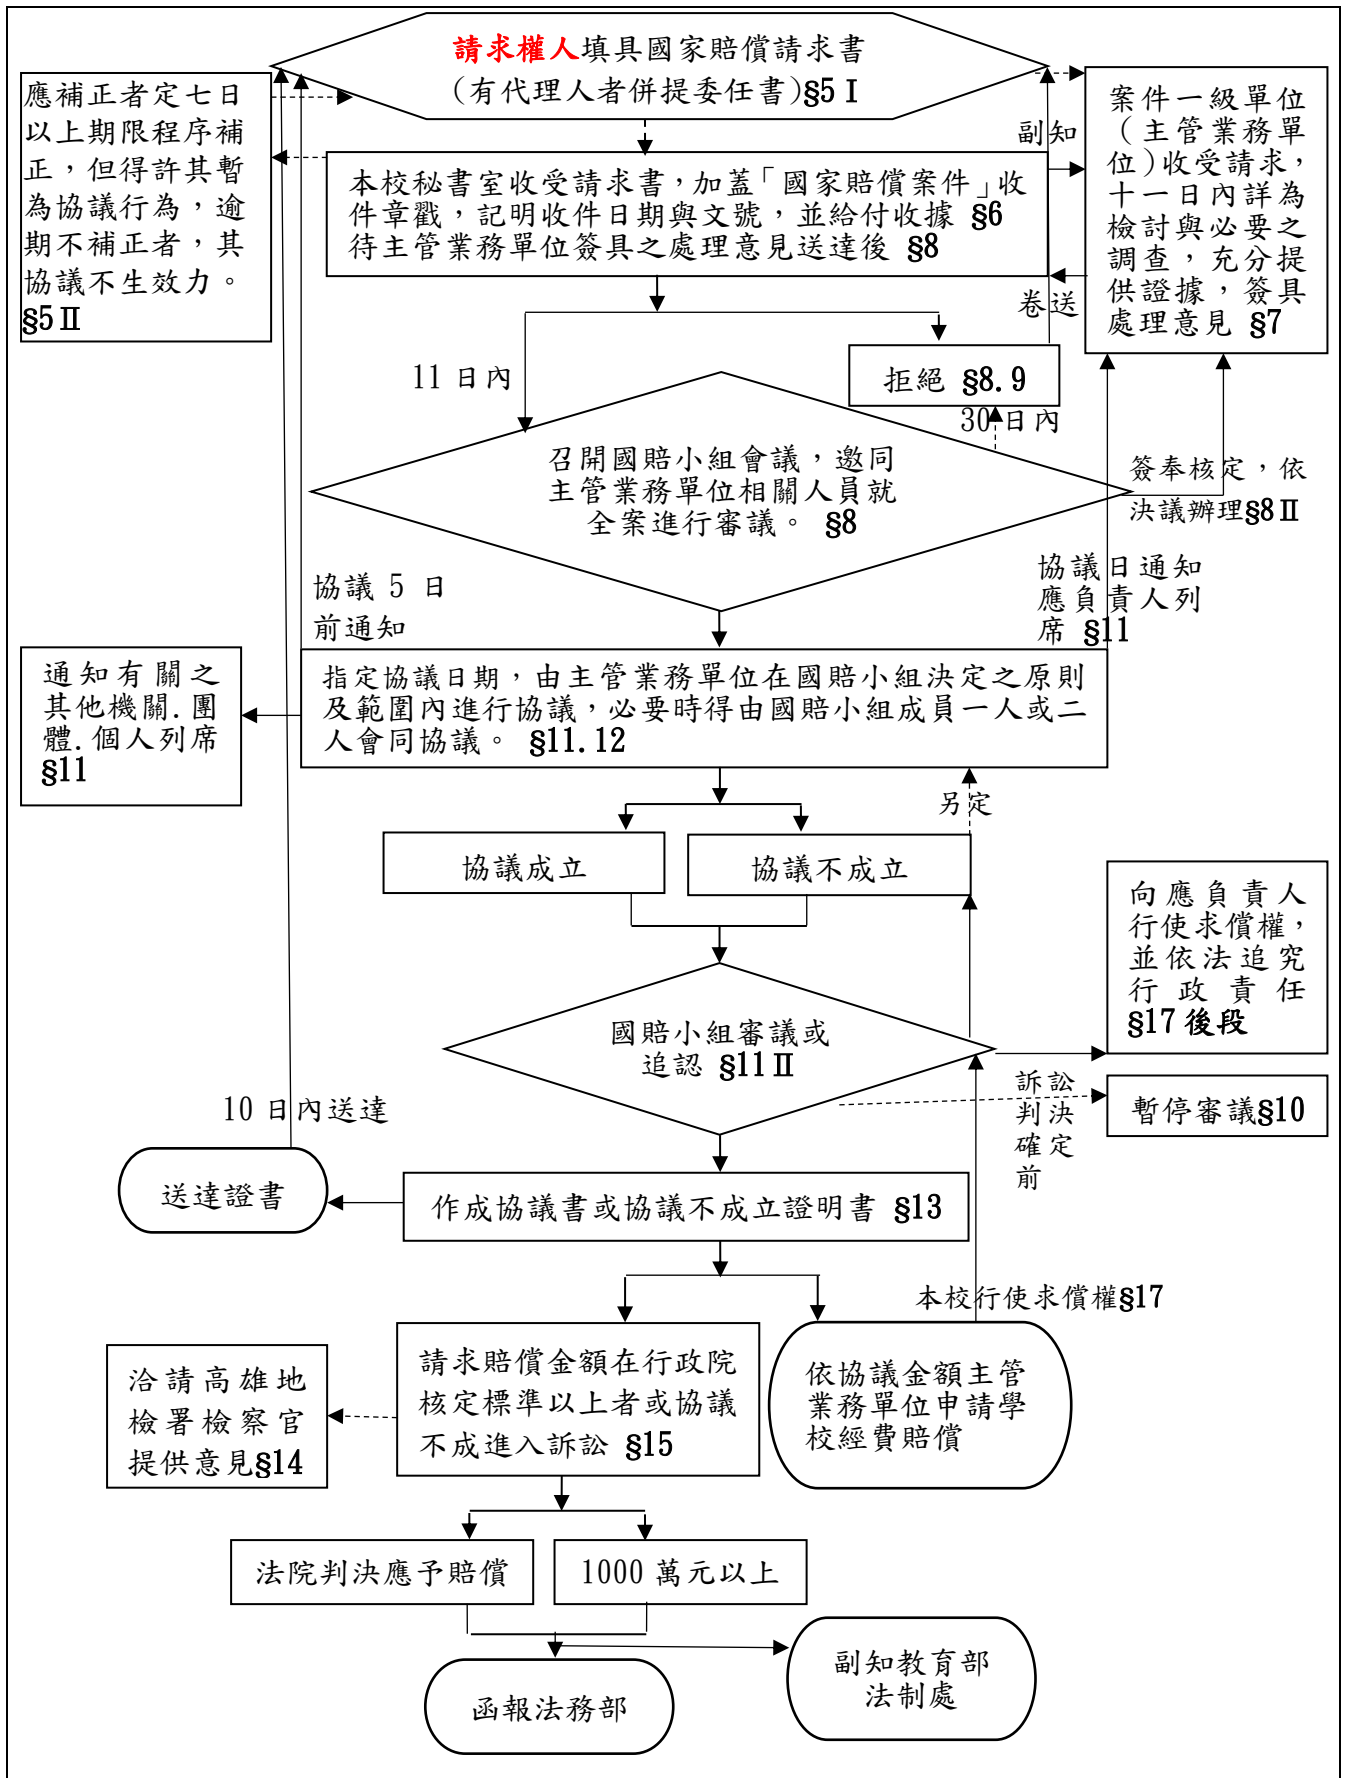 請求權人填具國家賠償請求書
(有代理人者併提委任書)§5Ⅰ
應補正者定七日
以上期限程序補
正，但得許其暫
為協議行為，逾
期不補正者，其
協議不生效力。
§5Ⅱ
副知
案件一級單位
(主管業務單
位)收受請求，
十一日內詳為
檢討與必要之
調查，充分提
供證據，簽具
處理意見 §7
本校秘書室收受請求書，加蓋「國家賠償案件」收
件章戳，記明收件日期與文號，並給付收據 §6
待主管業務單位簽具之處理意見送達後 §8
卷送
11 日內
拒絕 §8.9
30 日內
召開國賠小組會議，邀同
主管業務單位相關人員就
全案進行審議。 §8
簽奉核定，依
決議辦理§8Ⅱ
協議 5 日
前通知
協議日通知
應負責人列
席 §11
通知有關之
其他機關.團
體.個人列席
§11
指定協議日期，由主管業務單位在國賠小組決定之原則
及範圍內進行協議，必要時得由國賠小組成員一人或二
人會同協議。 §11.12
另定
協議成立
協議不成立
向應負責人
行使求償權，
並依法追究
行政責任
§17 後段
國賠小組審議或
追認 §11Ⅱ
訴訟
判決
確定
前
暫停審議§10
10 日內送達
送達證書
作成協議書或協議不成立證明書 §13
本校行使求償權§17
洽請高雄地
檢署檢察官
提供意見§14
請求賠償金額在行政院
核定標準以上者或協議
不成進入訴訟 §15
依協議金額主管
業務單位申請學
校經費賠償
法院判決應予賠償
1000 萬元以上
函報法務部
副知教育部
法制處